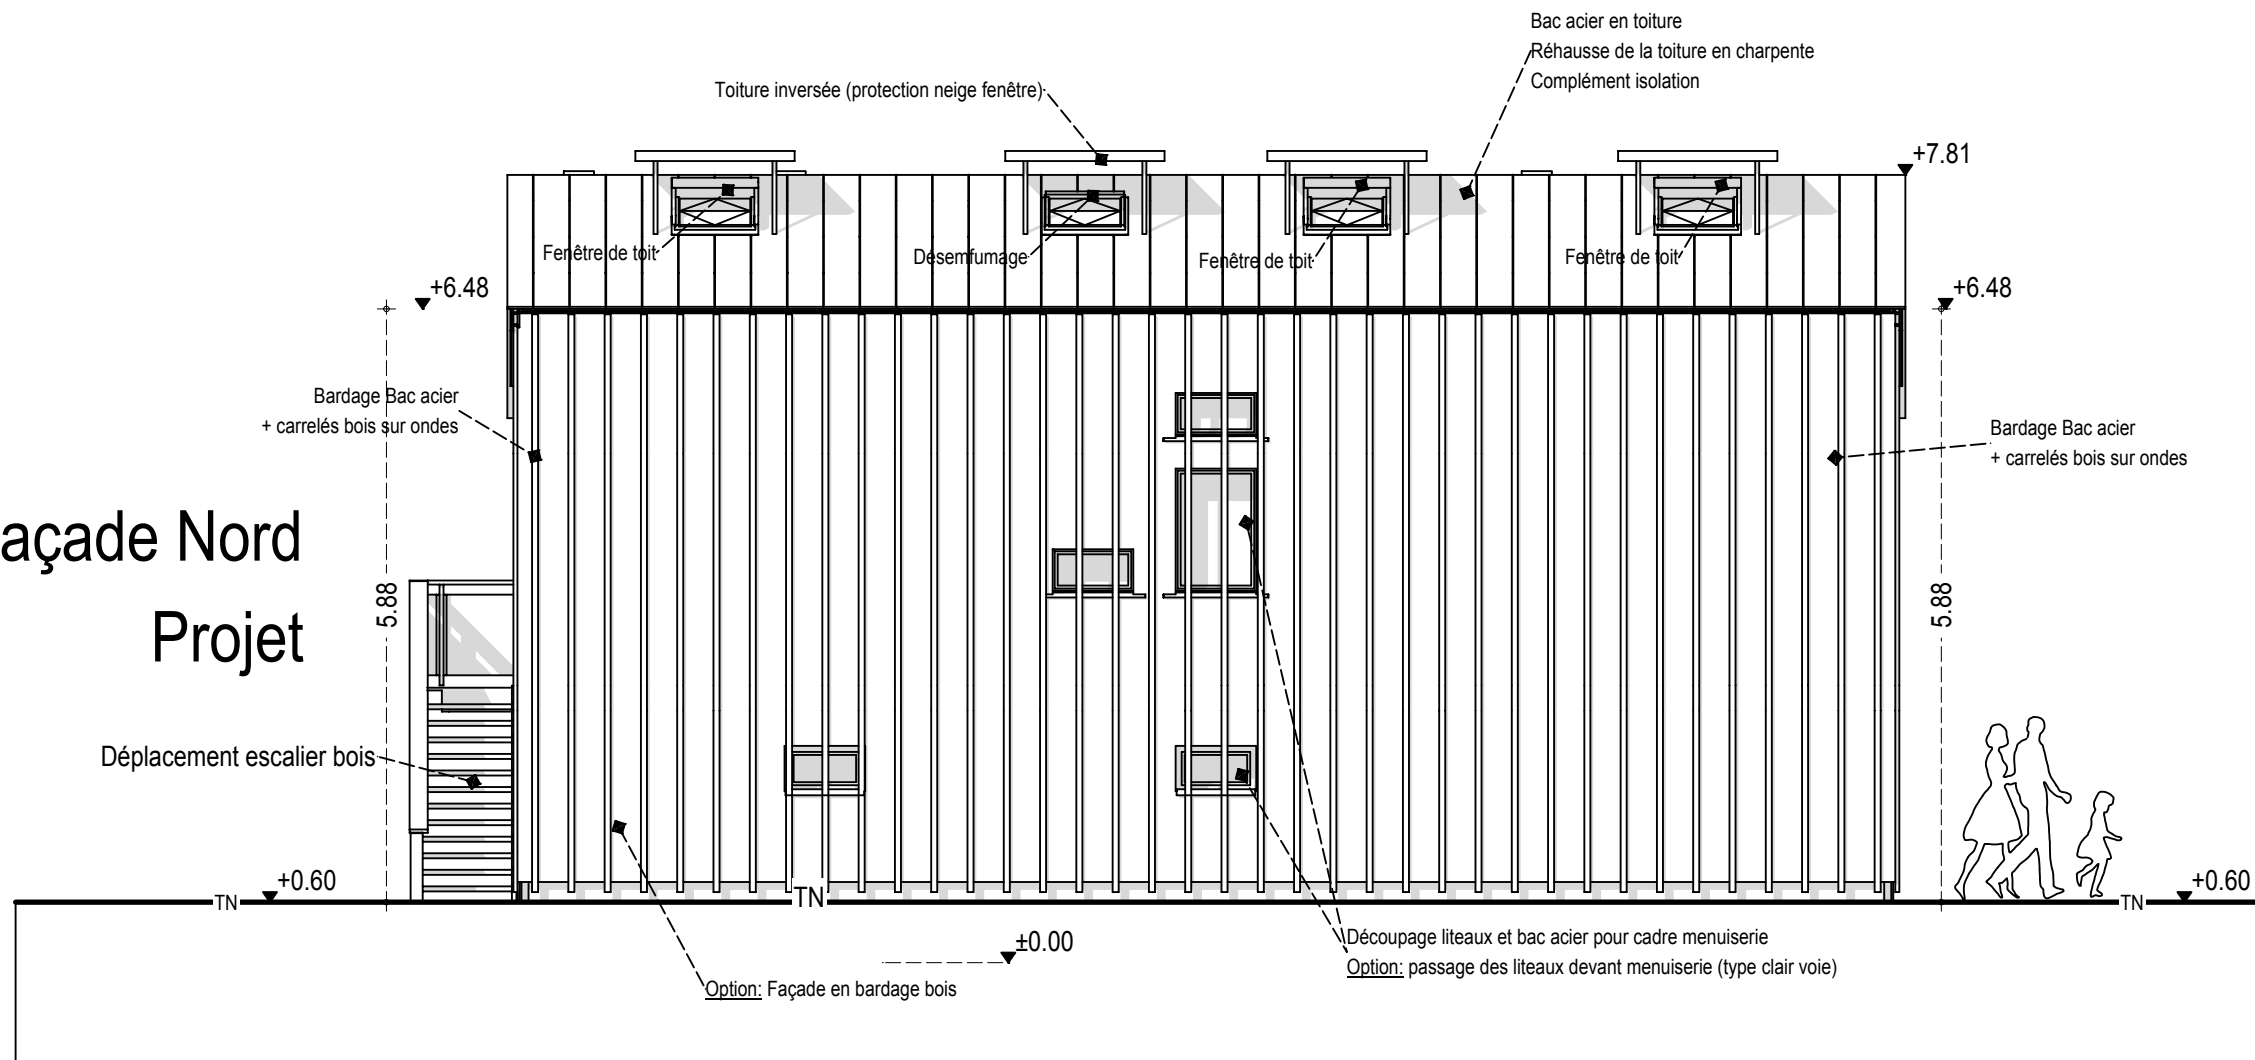 Bac acier en toiture
Réhausse de la toiture en charpente
Complément isolation
Toiture inversée (protection neige fenêtre)
+7.81
Fenêtre de toit
Désemfumage
Fenêtre de toit
Fenêtre de toit
+6.48
+6.48
Bardage Bac acier
+ carrelés bois sur ondes
Bardage Bac acier
+ carrelés bois sur ondes
açade Nord
Projet
5.88
5.88
Déplacement escalier bois
+0.60
+0.60
TN
TN
TN
±0.00
Découpage liteaux et bac acier pour cadre menuiserie
Option: passage des liteaux devant menuiserie (type clair voie)
Option: Façade en bardage bois